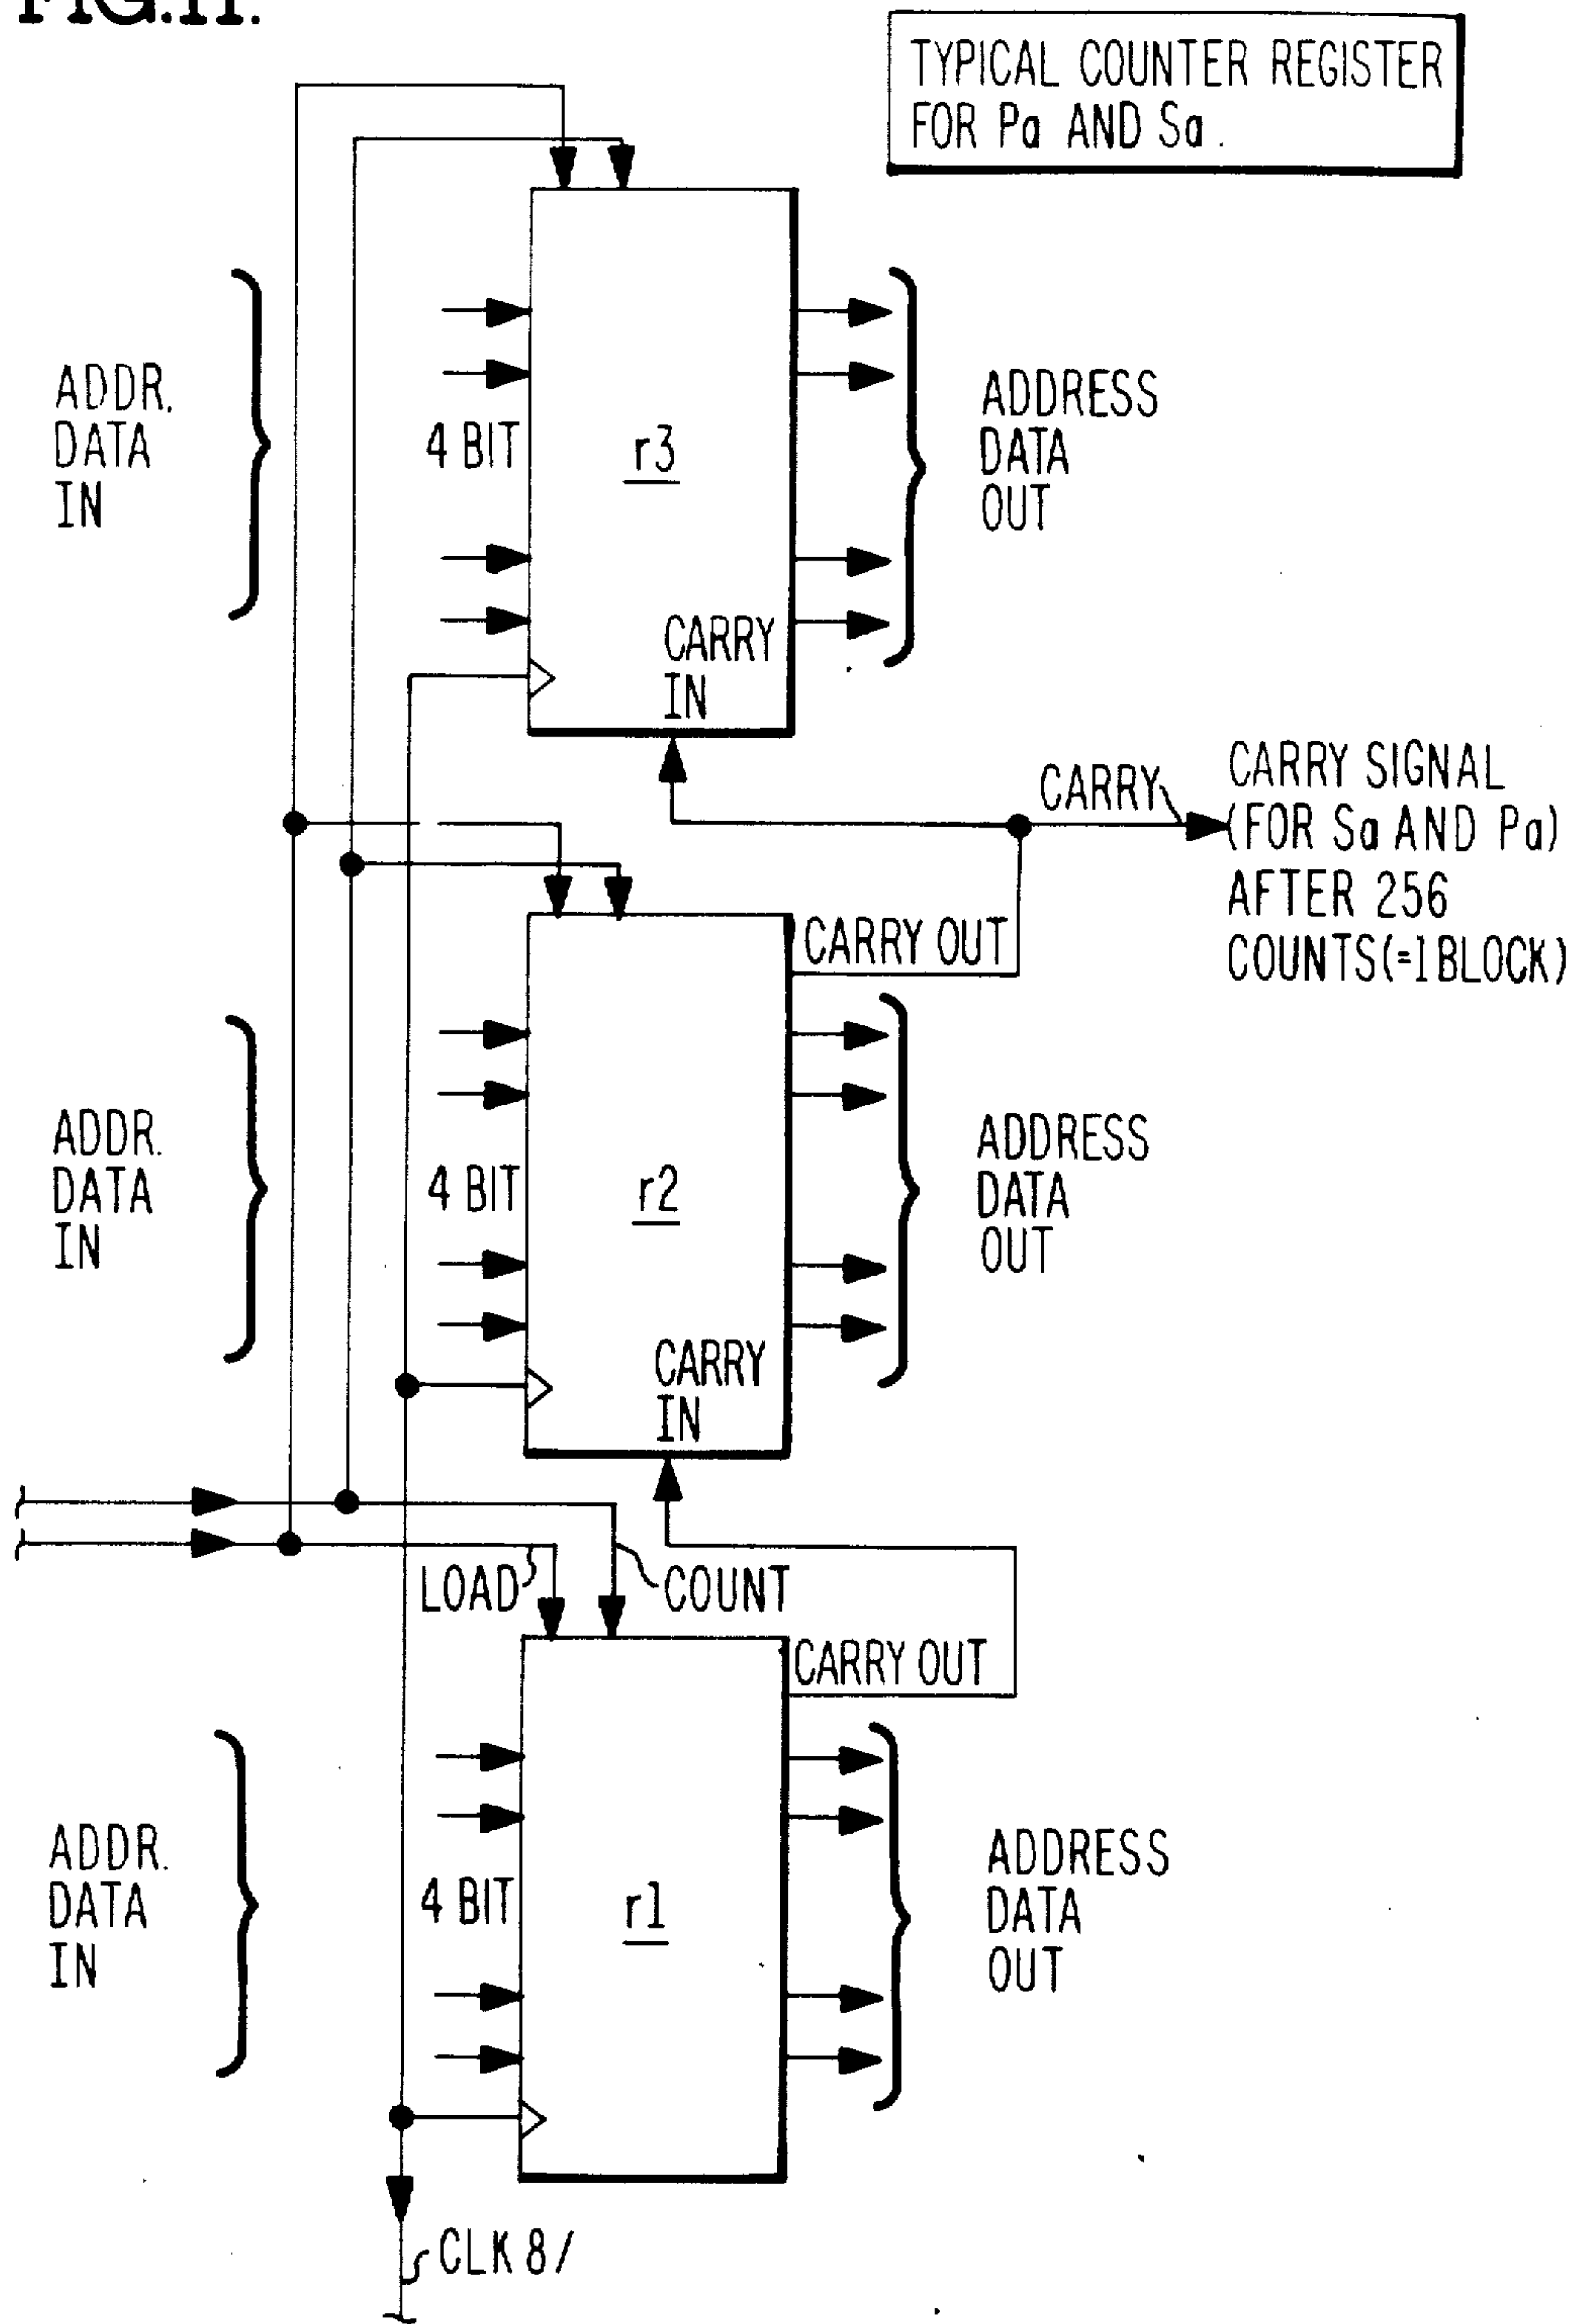 FIG.11.
TYPICAL COUNTER REGISTER
FOR Pa AND Sa.
ADDR.
DATA
IN
4 BIT
r3
CARRY
IN
ADDRESS
DATA
OUT
CARRY
CARRY SIGNAL
(FOR Sa AND Pa)
AFTER 256
COUNTS(=1BLOCK)
CARRY OUT
ADDR.
DATA
IN
4 BIT
r2
CARRY
IN
ADDRESS
DATA
OUT
LOAD
COUNT
CARRY OUT
ADDR.
DATA
IN
4 BIT
r1
ADDRESS
DATA
OUT
CLK 8/